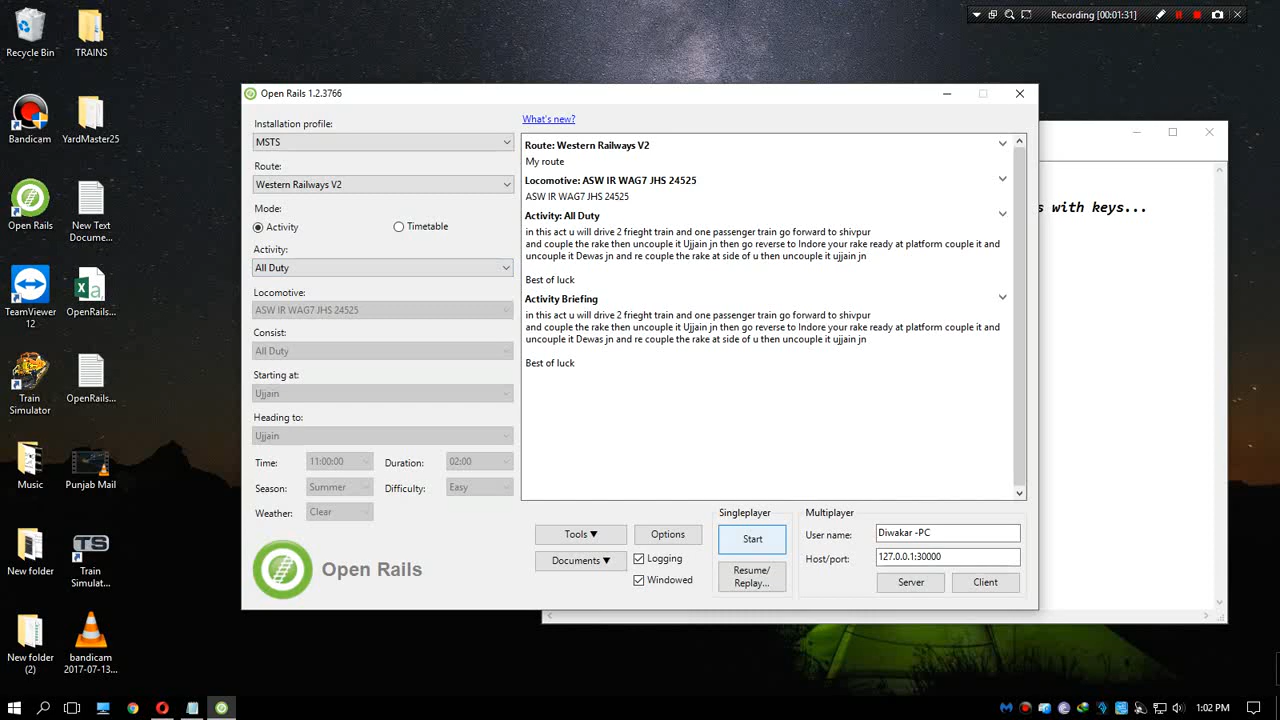 Recycle Bin
TRAINS
Bandicam
YardMaster25
Open Rails
New Text
Docume...
TeamViewer
12
OpenRails...
Train
Simulator
OpenRails...
Music
Punjab Mail
New folder
Train
Simulat...
New folder
(2)
bandicam
2017-07-13...
Recording [00:01:31]
Open Rails 1.2.3766
Installation profile:
MSTS
Route:
Western Railways V2
Mode:
Activity
Timetable
Activity:
All Duty
Locomotive:
ASW IR WAG7 JHS 24525
Consist:
All Duty
Starting at:
Ujjain
Heading to:
Ujjain
Time: 11:00:00 Duration: 02:00
Season: Summer Difficulty: Easy
Weather: Clear
Open Rails
What's new?
Route: Western Railways V2
My route
Locomotive: ASW IR WAG7 JHS 24525
ASW IR WAG7 JHS 24525
Activity: All Duty
in this act u will drive 2 frieght train and one passenger train go forward to shivpur
and couple the rake then uncouple it Ujjain jn then go reverse to Indore your rake ready at platform couple it and
uncouple it Dewas jn and re couple the rake at side of u then uncouple it ujjain jn
Best of luck
Activity Briefing
in this act u will drive 2 frieght train and one passenger train go forward to shivpur
and couple the rake then uncouple it Ujjain jn then go reverse to Indore your rake ready at platform couple it and
uncouple it Dewas jn and re couple the rake at side of u then uncouple it ujjain jn
Best of luck
Tools ▼
Options
Documents ▼
Logging
Windowed
Singleplayer
Start
Resume/
Replay...
Multiplayer
User name: Diwakar -PC
Host/port: 127.0.0.1:30000
Server
Client
s with keys...
1:02 PM